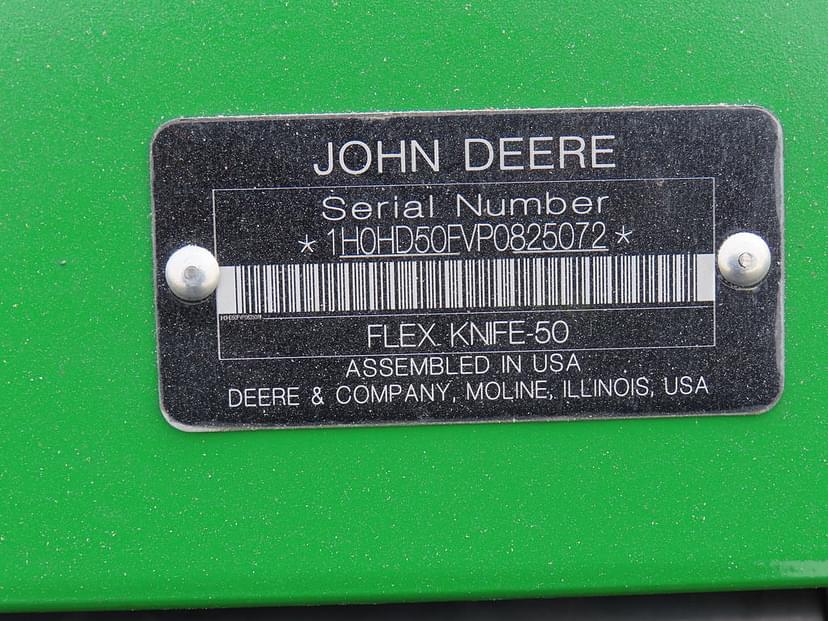 JOHN DEERE
Serial Number
*1H0HD50FVP0825072*
FLEX KNIFE-50
ASSEMBLED IN USA
DEERE & COMPANY, MOLINE, ILLINOIS, USA